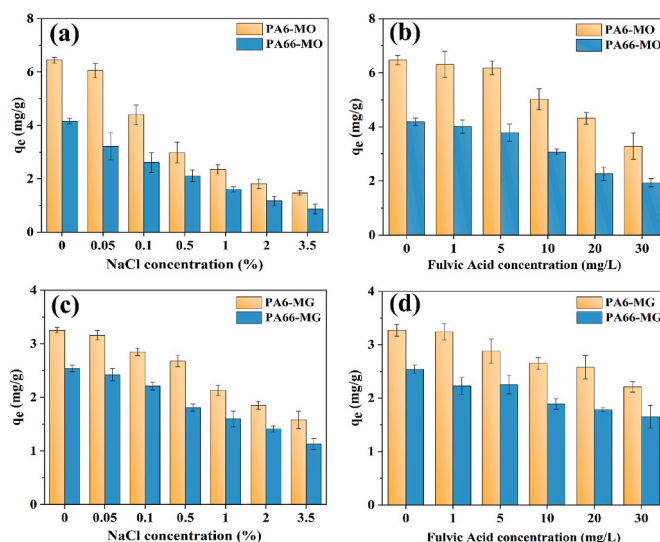 (a)
PA6-MO
PA66-MO
qe (mg/g)
8
6
4
2
0
0 0.05 0.1 0.5 1 2 3.5
NaCl concentration (%)
(b)
PA6-MO
PA66-MO
qe (mg/g)
8
6
4
2
0
0 1 5 10 20 30
Fulvic Acid concentration (mg/L)
(c)
PA6-MG
PA66-MG
qe (mg/g)
4
3
2
1
0
0 0.05 0.1 0.5 1 2 3.5
NaCl concentration (%)
(d)
PA6-MG
PA66-MG
qe (mg/g)
4
3
2
1
0
0 1 5 10 20 30
Fulvic Acid concentration (mg/L)